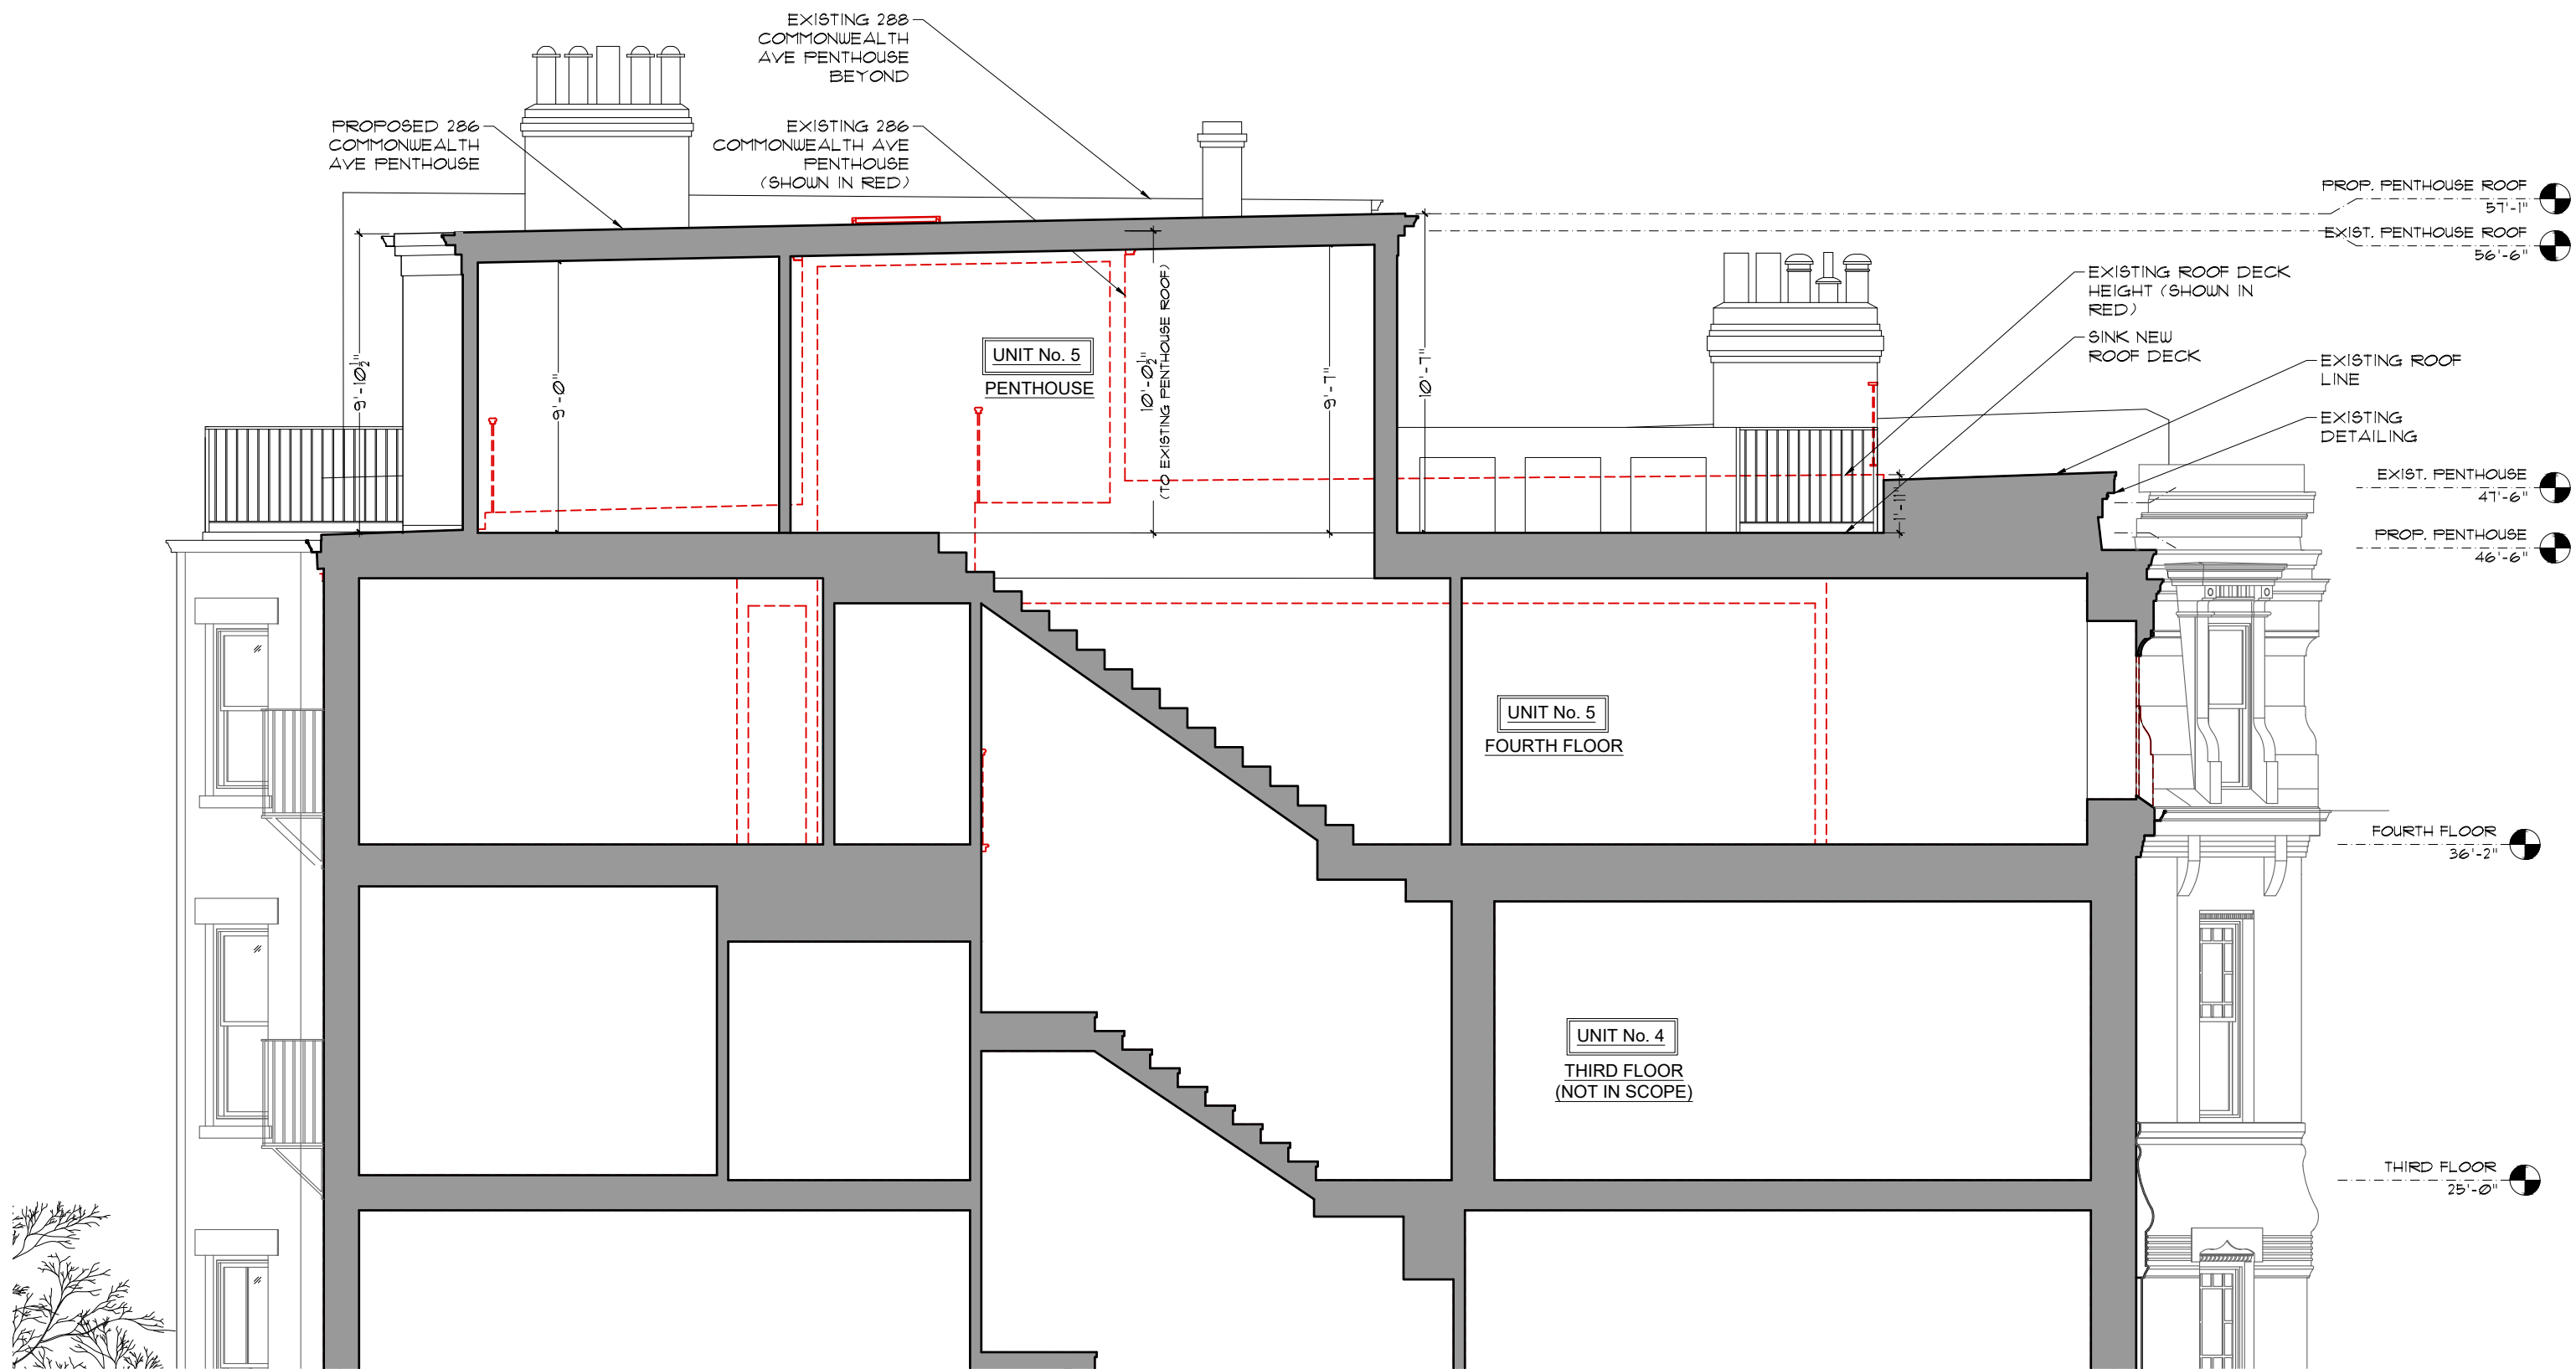 EXISTING 288
COMMONWEALTH
AVE PENTHOUSE
BEYOND
PROPOSED 286
COMMONWEALTH
AVE PENTHOUSE
EXISTING 286
COMMONWEALTH AVE
PENTHOUSE
(SHOWN IN RED)
PROP. PENTHOUSE ROOF
57'-1"
EXIST. PENTHOUSE ROOF
56'-6"
EXISTING ROOF DECK
HEIGHT (SHOWN IN
RED)
SINK NEW
ROOF DECK
EXISTING ROOF
LINE
EXISTING
DETAILING
EXIST. PENTHOUSE
47'-6"
PROP. PENTHOUSE
46'-6"
9'-10½"
9'-0"
UNIT No. 5
PENTHOUSE
10'-0½"
(TO EXISTING PENTHOUSE ROOF)
9'-7"
10'-7"
1'-11"
UNIT No. 5
FOURTH FLOOR
FOURTH FLOOR
36'-2"
UNIT No. 4
THIRD FLOOR
(NOT IN SCOPE)
THIRD FLOOR
25'-0"